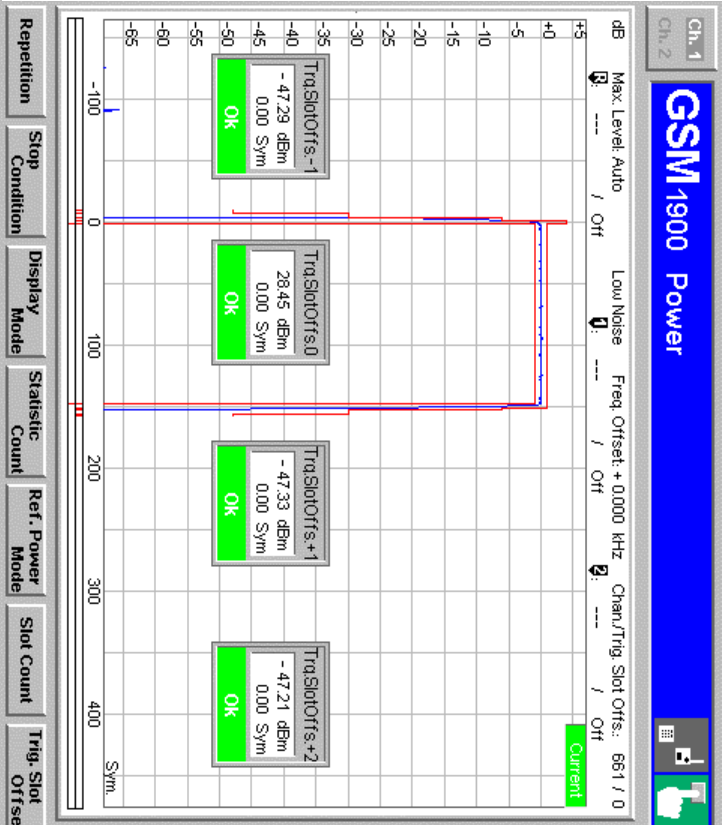 Ch. 1
Ch. 2
GSM 1900 Power
dB Max. Level: Auto Low Noise Freq. Offset: + 0.000 kHz Chan./Trig. Slot Offs.: 661 / 0
R: --- / Off 1: --- / Off 2: --- / Off
Current
+5
+0
-5
-10
-15
-20
-25
-30
-35
-40
-45
-50
-55
-60
-65
Trg.SlotOffs.-1
- 47.29 dBm
0.00 Sym
Ok
Trg.SlotOffs.0
28.45 dBm
0.00 Sym
Ok
Trg.SlotOffs.+1
- 47.33 dBm
0.00 Sym
Ok
Trg.SlotOffs.+2
- 47.21 dBm
0.00 Sym
Ok
Sym.
-100 0 100 200 300 400
Repetition
Stop
Condition
Display
Mode
Statistic
Count
Ref. Power
Mode
Slot Count
Trig. Slot
Offse